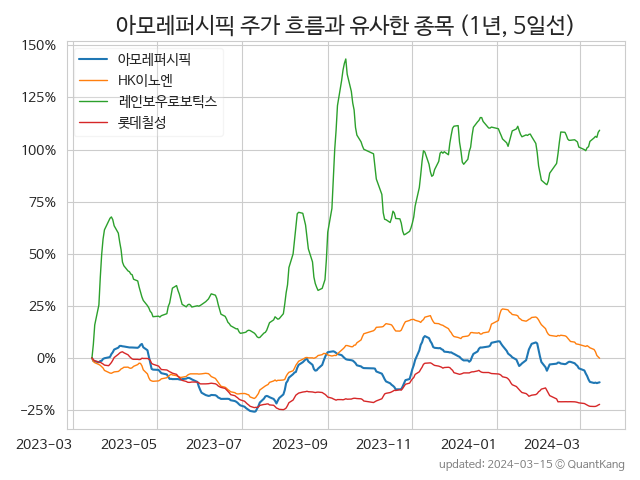 아모레퍼시픽 주가 흐름과 유사한 종목 (1년, 5일선)
150%
125%
100%
75%
50%
25%
0%
−25%
아모레퍼시픽
HK이노엔
레인보우로보틱스
롯데칠성
2023-03
2023-05
2023-07
2023-09
2023-11
2024-01
2024-03
updated: 2024-03-15 ⓒ QuantKang